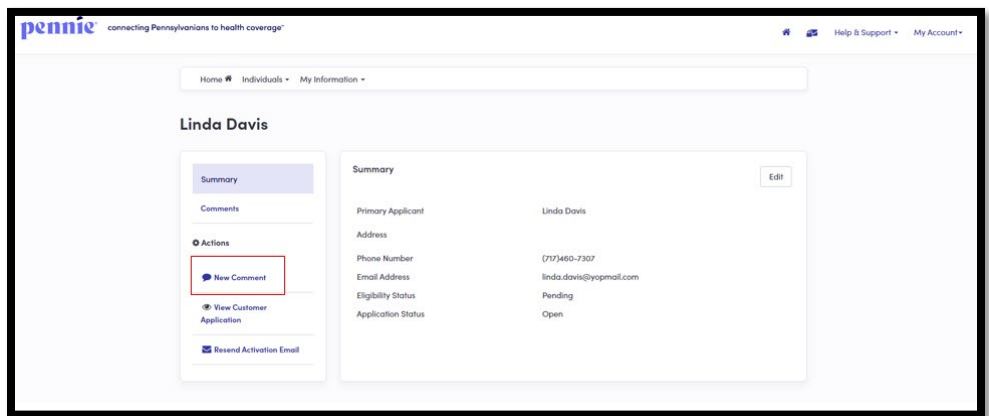 pennie connecting Pennsylvanians to health coverage™
Help & Support My Account
Home Individuals My Information
Linda Davis
Summary
Comments
Actions
New Comment
View Customer
Application
Resend Activation Email
Summary
Edit
Primary Applicant Linda Davis
Address
Phone Number (717)460-7307
Email Address linda.davis@yopmail.com
Eligibility Status Pending
Application Status Open